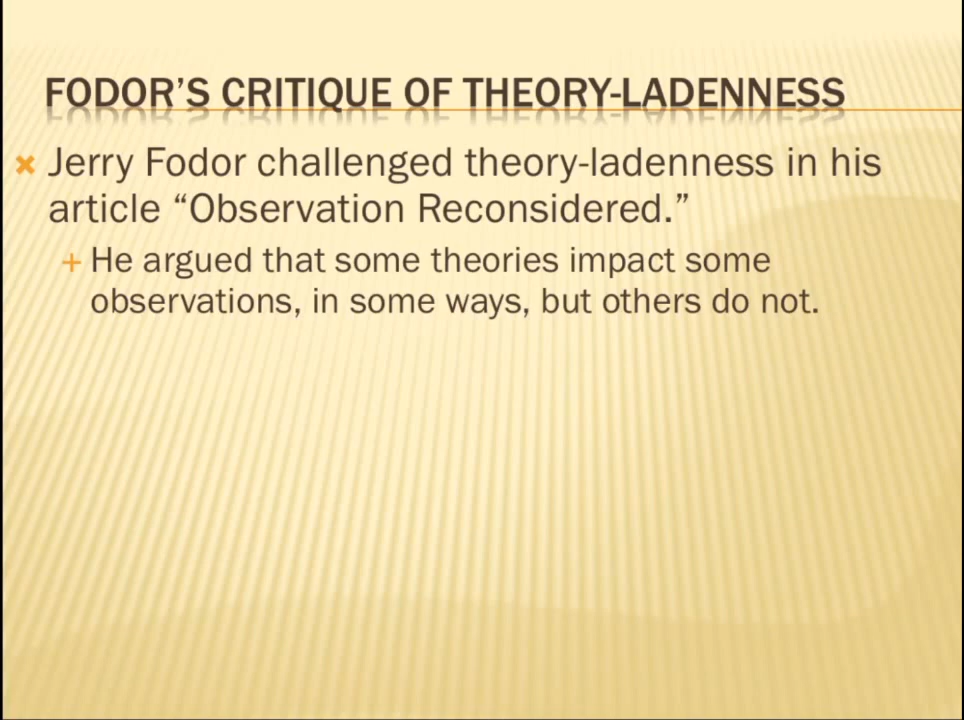 FODOR’S CRITIQUE OF THEORY-LADENNESS
Jerry Fodor challenged theory-ladenness in his
article “Observation Reconsidered.”
He argued that some theories impact some
observations, in some ways, but others do not.